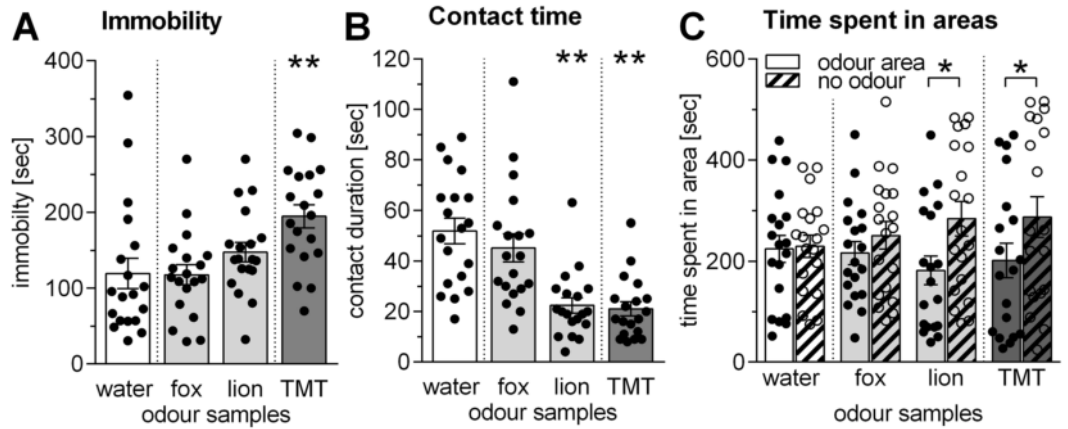 A Immobility
400
300
200
100
0
immobilty [sec]
**
water fox lion TMT
odour samples
B Contact time
120
100
80
60
40
20
0
contact duration [sec]
** **
water fox lion TMT
odour samples
C Time spent in areas
600
400
200
0
time spent in area [sec]
odour area
no odour
* *
water fox lion TMT
odour samples